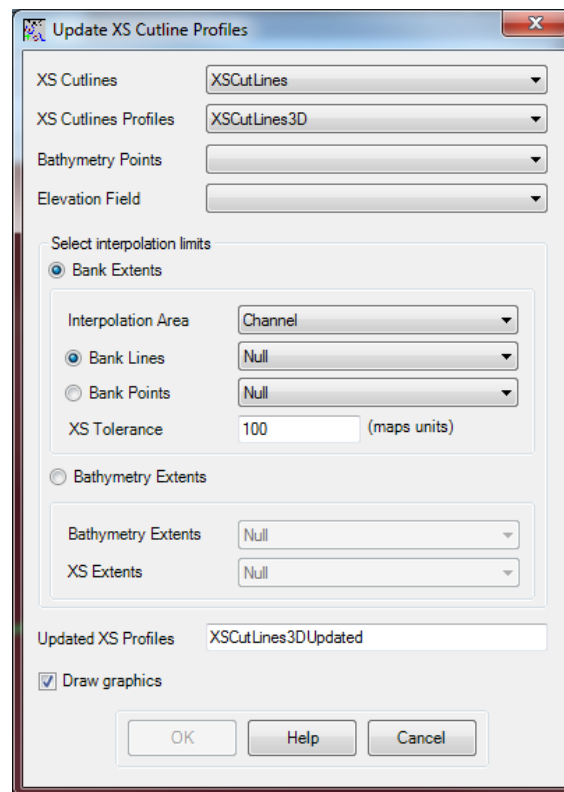 Update XS Cutline Profiles
XS Cutlines XSCutLines
XS Cutlines Profiles XSCutLines3D
Bathymetry Points
Elevation Field
Select interpolation limits
Bank Extents
Interpolation Area Channel
Bank Lines Null
Bank Points Null
XS Tolerance 100 (maps units)
Bathymetry Extents
Bathymetry Extents Null
XS Extents Null
Updated XS Profiles XSCutLines3DUpdated
Draw graphics
OK Help Cancel